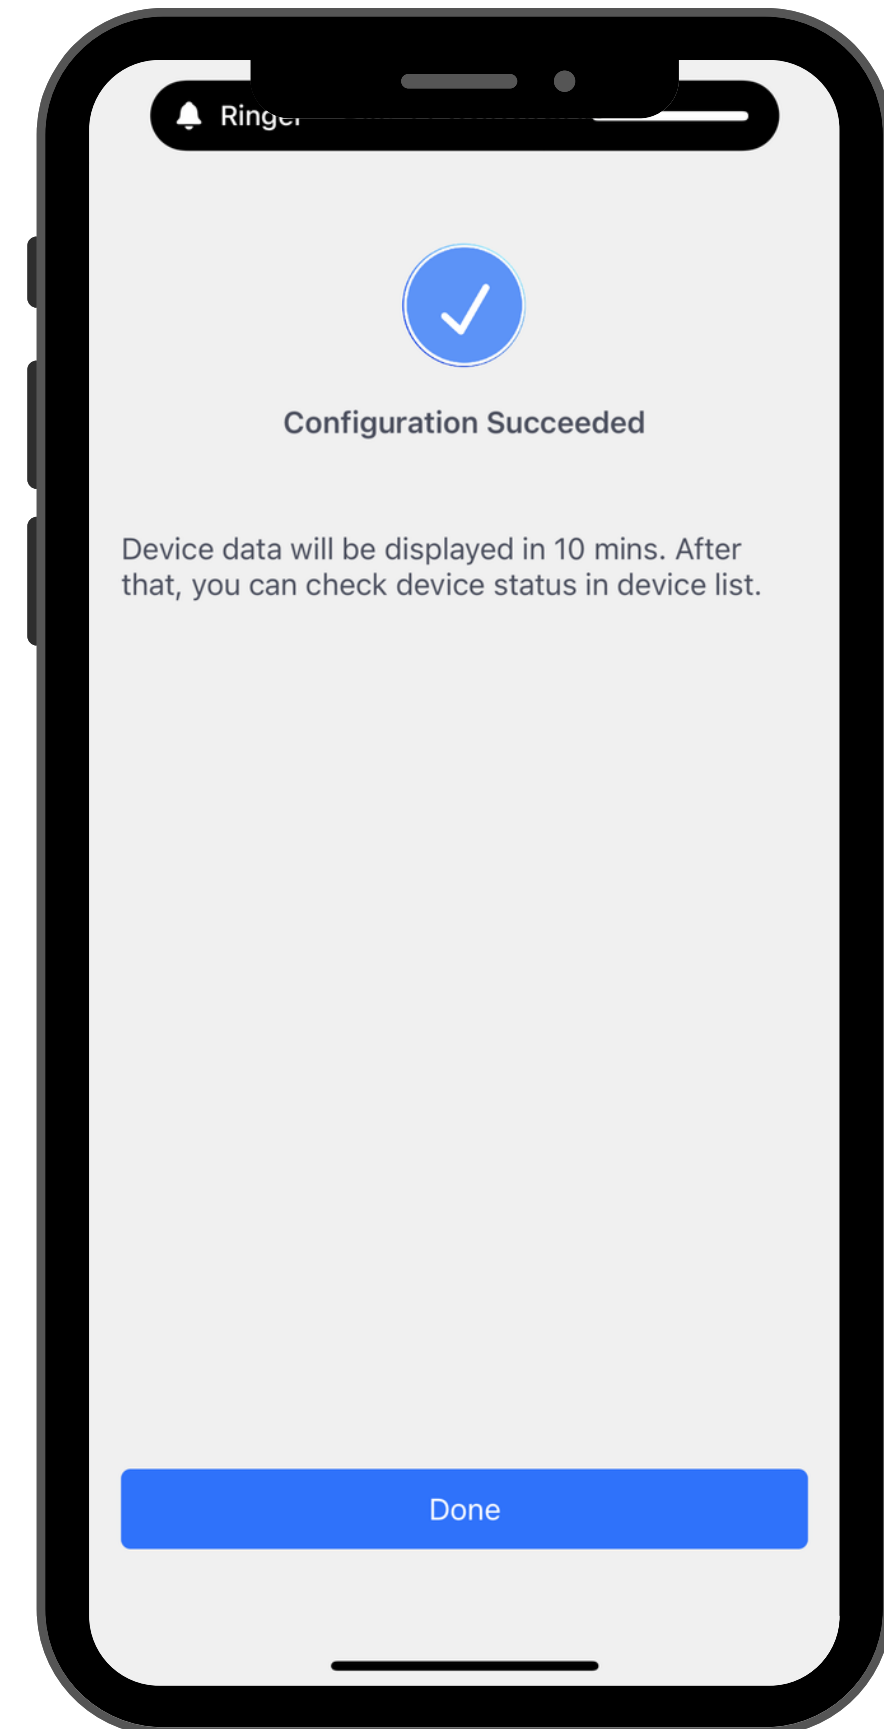 Ringer
Configuration Succeeded
Device data will be displayed in 10 mins. After
that, you can check device status in device list.
Done